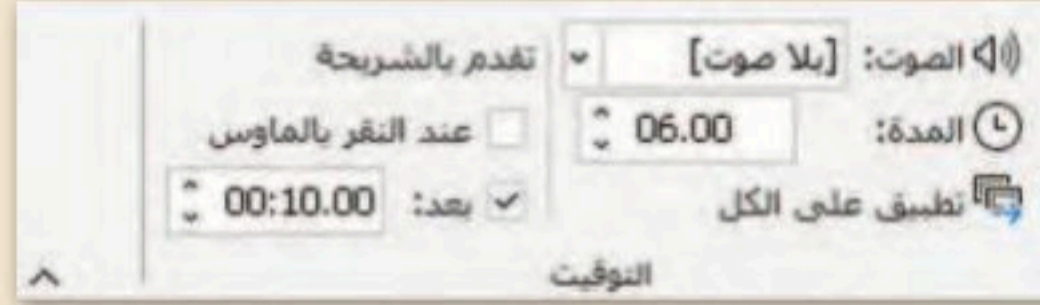 الصوت: [بلا صوت]
المدة: 06.00
تطبيق على الكل
تقدم بالشريحة
عند النقر بالماوس
بعد: 00:10.00
التوقيت